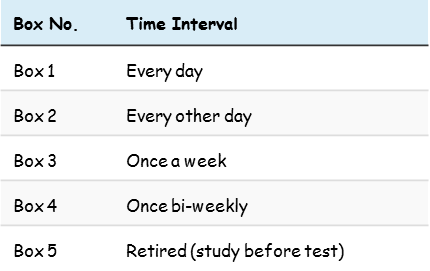 Box No. Time Interval
Box 1 Every day
Box 2 Every other day
Box 3 Once a week
Box 4 Once bi-weekly
Box 5 Retired (study before test)